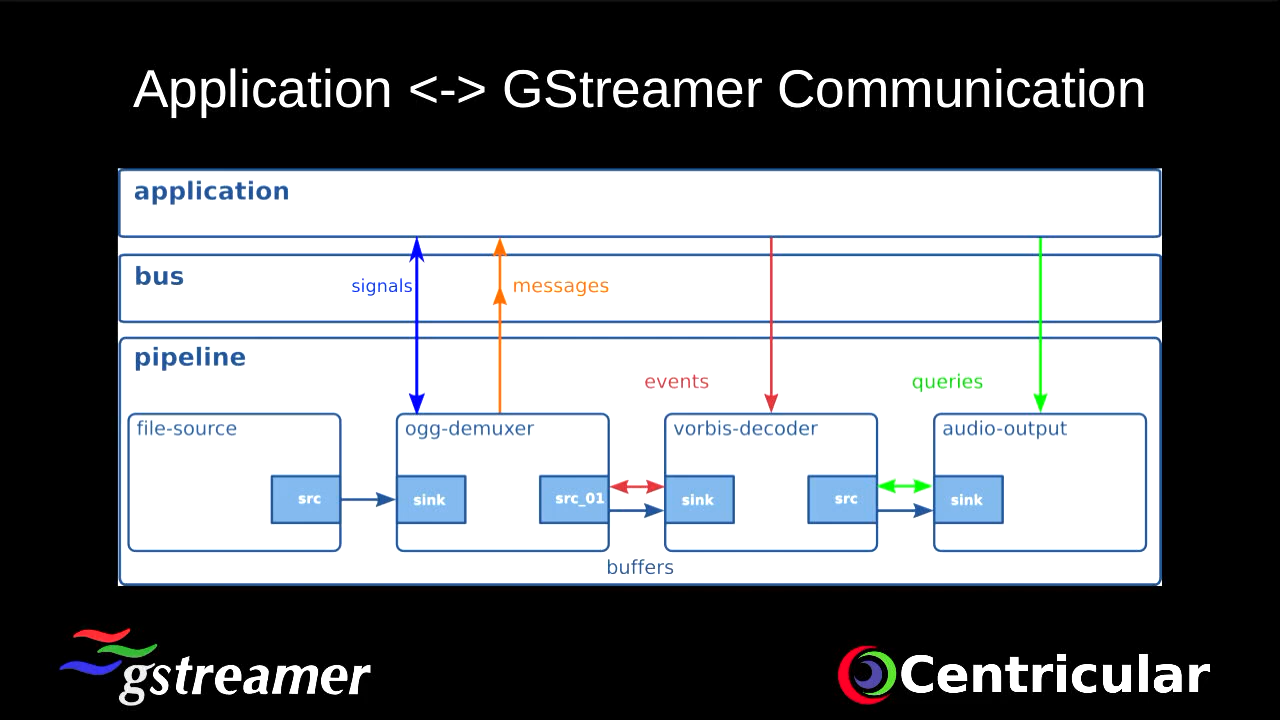 Application <-> GStreamer Communication
application
bus
signals
messages
pipeline
events
queries
file-source
ogg-demuxer
vorbis-decoder
audio-output
src
sink
src_01
sink
src
sink
buffers
gstreamer
Centricular